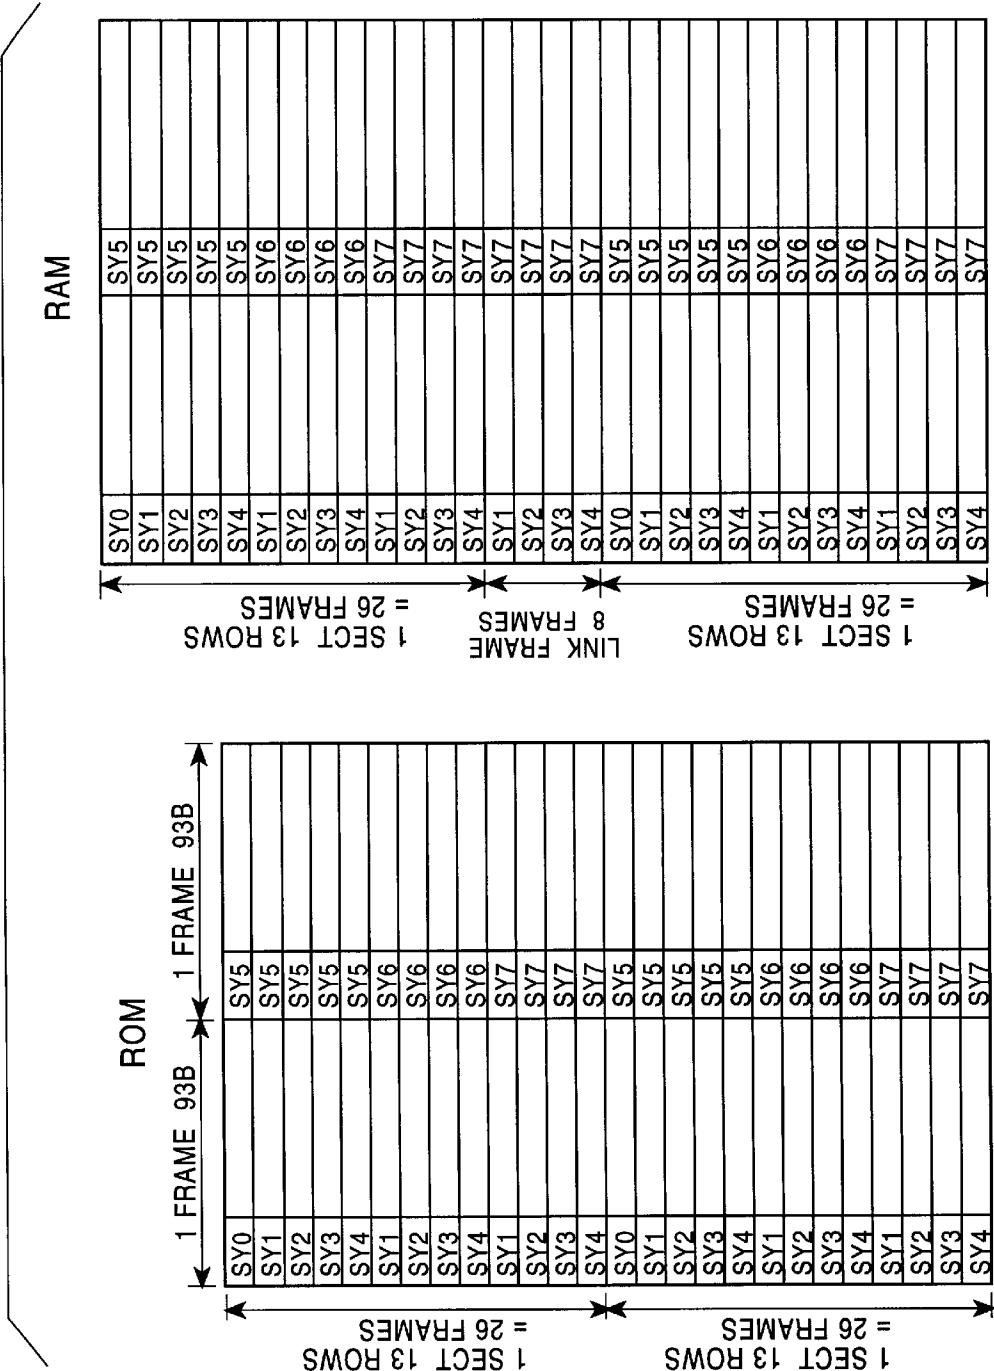 ROM
1 FRAME 93B 1 FRAME 93B
1 SECT 13 ROWS
= 26 FRAMES
SY0 SY5
SY1 SY5
SY2 SY5
SY3 SY5
SY4 SY5
SY1 SY6
SY2 SY6
SY3 SY6
SY4 SY6
SY1 SY7
SY2 SY7
SY3 SY7
SY4 SY7
1 SECT 13 ROWS
= 26 FRAMES
SY0 SY5
SY1 SY5
SY2 SY5
SY3 SY5
SY4 SY5
SY1 SY6
SY2 SY6
SY3 SY6
SY4 SY6
SY1 SY7
SY2 SY7
SY3 SY7
SY4 SY7
RAM
1 SECT 13 ROWS
= 26 FRAMES
SY0 SY5
SY1 SY5
SY2 SY5
SY3 SY5
SY4 SY5
SY1 SY6
SY2 SY6
SY3 SY6
SY4 SY6
SY1 SY7
SY2 SY7
SY3 SY7
SY4 SY7
LINK FRAME
8 FRAMES
SY1 SY7
SY2 SY7
SY3 SY7
SY4 SY7
1 SECT 13 ROWS
= 26 FRAMES
SY0 SY5
SY1 SY5
SY2 SY5
SY3 SY5
SY4 SY5
SY1 SY6
SY2 SY6
SY3 SY6
SY4 SY6
SY1 SY7
SY2 SY7
SY3 SY7
SY4 SY7